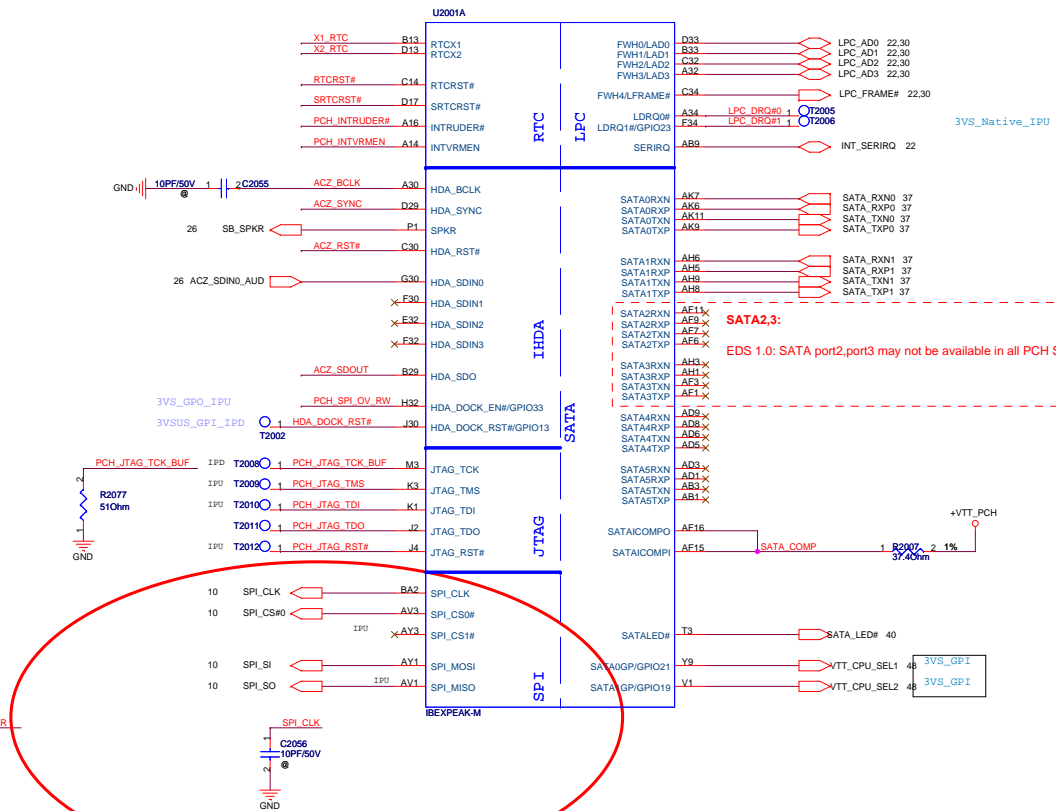 U2001A
X1_RTC B13 RTCX1 FWH0/LAD0 D33 LPC_AD0 22,30
X2_RTC D13 RTCX2 FWH1/LAD1 B33 LPC_AD1 22,30
FWH2/LAD2 C32 LPC_AD2 22,30
RTCRST# C14 RTCRST# FWH3/LAD3 A32 LPC_AD3 22,30
SRTCRST# D17 SRTCRST# FWH4/LFRAME# C34 LPC_FRAME# 22,30
LDRQ0# A34 LPC_DRQ#0 1 T2005
PCH_INTRUDER# A16 INTRUDER# LDRQ1#/GPIO23 F34 LPC_DRQ#1 1 T2006 3VS_Native_IPU
PCH_INTVRMEN A14 INTVRMEN SERIRQ AB9 INT_SERIRQ 22
RTC LPC
GND 10PF/50V 1 2 C2055 @ ACZ_BCLK A30 HDA_BCLK
SATA0RXN AK7 SATA_RXN0 37
ACZ_SYNC D29 HDA_SYNC SATA0RXP AK6 SATA_RXP0 37
SATA0TXN AK11 SATA_TXN0 37
26 SB_SPKR P1 SPKR SATA0TXP AK9 SATA_TXP0 37
ACZ_RST# C30 HDA_RST#
SATA1RXN AH6 SATA_RXN1 37
SATA1RXP AH5 SATA_RXP1 37
26 ACZ_SDIN0_AUD G30 HDA_SDIN0 SATA1TXN AH9 SATA_TXN1 37
SATA1TXP AH8 SATA_TXP1 37
F30 HDA_SDIN1
SATA2RXN AF11 SATA2,3:
E32 HDA_SDIN2 SATA2RXP AF9
SATA2TXN AF7
F32 HDA_SDIN3 SATA2TXP AF6
EDS 1.0: SATA port2,port3 may not be available in all PCH S
IHDA
SATA3RXN AH3
ACZ_SDOUT B29 HDA_SDO SATA3RXP AH1
SATA3TXN AF3
SATA3TXP AF1
3VS_GPO_IPU PCH_SPI_OV_RW H32 HDA_DOCK_EN#/GPIO33
SATA
SATA4RXN AD9
3VSUS_GPI_IPD T2002 1 HDA_DOCK_RST# J30 HDA_DOCK_RST#/GPIO13 SATA4RXP AD8
SATA4TXN AD6
SATA4TXP AD5
PCH_JTAG_TCK_BUF IPD T2008 1 PCH_JTAG_TCK_BUF M3 JTAG_TCK SATA5RXN AD3
SATA5RXP AD1
2 R2077 51Ohm 1 GND
IPU T2009 1 PCH_JTAG_TMS K3 JTAG_TMS SATA5TXN AB3
SATA5TXP AB1
IPU T2010 1 PCH_JTAG_TDI K1 JTAG_TDI
+VTT_PCH
T2011 1 PCH_JTAG_TDO J2 JTAG_TDO SATAICOMPO AF16
IPU T2012 1 PCH_JTAG_RST# J4 JTAG_RST# SATAICOMPI AF15 SATA_COMP 1 R2007 2 1%
37.4Ohm
JTAG
10 SPI_CLK BA2 SPI_CLK
10 SPI_CS#0 AV3 SPI_CS0#
IPU AY3 SPI_CS1# SATALED# T3 SATA_LED# 40
10 SPI_SI AY1 SPI_MOSI SATA0GP/GPIO21 Y9 VTT_CPU_SEL1 48 3VS_GPI
10 SPI_SO IPU AV1 SPI_MISO SATA1GP/GPIO19 V1 VTT_CPU_SEL2 48 3VS_GPI
SPI
IBEXPEAK-M
R SPI_CLK
1 C2056
10PF/50V
2 @
GND